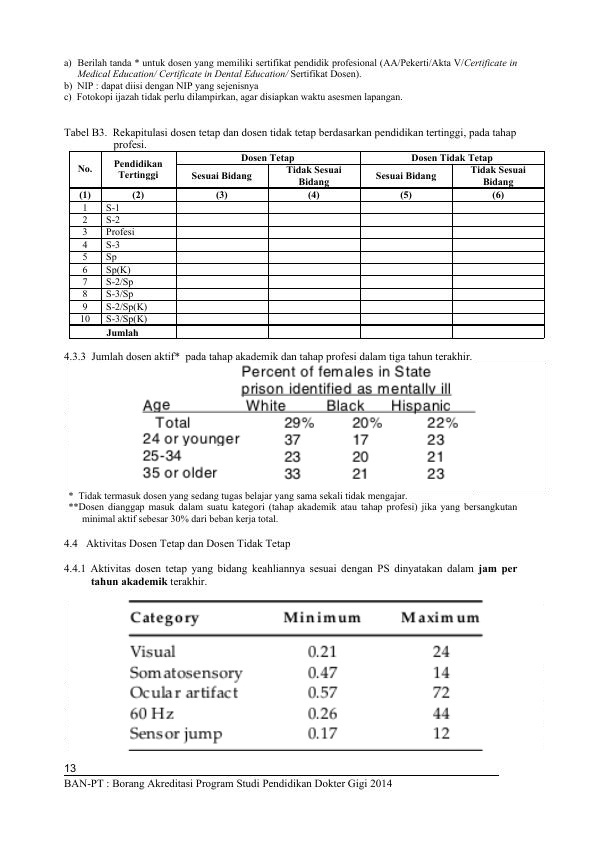 a) Berilah tanda * untuk dosen yang memiliki sertifikat pendidik profesional (AA/Pekerti/Akta V/Certificate in
Medical Education/ Certificate in Dental Education/ Sertifikat Dosen).
b) NIP : dapat diisi dengan NIP yang sejenisnya
c) Fotokopi ijazah tidak perlu dilampirkan, agar disiapkan waktu asesmen lapangan.
Tabel B3. Rekapitulasi dosen tetap dan dosen tidak tetap berdasarkan pendidikan tertinggi, pada tahap
profesi.
No. Pendidikan Tertinggi Dosen Tetap Dosen Tidak Tetap
Sesuai Bidang Tidak Sesuai Bidang Sesuai Bidang Tidak Sesuai Bidang
(1) (2) (3) (4) (5) (6)
1 S-1
2 S-2
3 Profesi
4 S-3
5 Sp
6 Sp(K)
7 S-2/Sp
8 S-3/Sp
9 S-2/Sp(K)
10 S-3/Sp(K)
Jumlah
4.3.3 Jumlah dosen aktif* pada tahap akademik dan tahap profesi dalam tiga tahun terakhir.
Percent of females in State
prison identified as mentally ill
Age White Black Hispanic
Total 29% 20% 22%
24 or younger 37 17 23
25-34 23 20 21
35 or older 33 21 23
* Tidak termasuk dosen yang sedang tugas belajar yang sama sekali tidak mengajar.
**Dosen dianggap masuk dalam suatu kategori (tahap akademik atau tahap profesi) jika yang bersangkutan
minimal aktif sebesar 30% dari beban kerja total.
4.4 Aktivitas Dosen Tetap dan Dosen Tidak Tetap
4.4.1 Aktivitas dosen tetap yang bidang keahliannya sesuai dengan PS dinyatakan dalam jam per
tahun akademik terakhir.
Category Minimum Maximum
Visual 0.21 24
Somatosensory 0.47 14
Ocular artifact 0.57 72
60 Hz 0.26 44
Sensor jump 0.17 12
13
BAN-PT : Borang Akreditasi Program Studi Pendidikan Dokter Gigi 2014